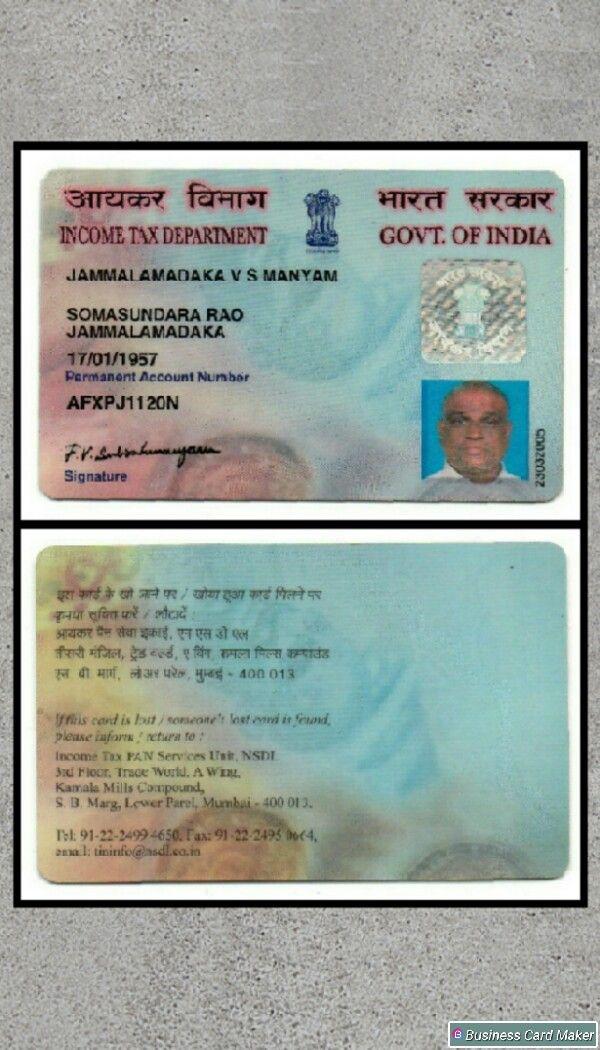 आयकर विभाग
INCOME TAX DEPARTMENT
भारत सरकार
GOVT. OF INDIA
JAMMALAMADAKA V S MANYAM
SOMASUNDARA RAO
JAMMALAMADAKA
17/01/1957
Permanent Account Number
AFXPJ1120N
Signature
23032005
इस कार्ड के खो जाने पर / खोया हुआ कार्ड मिलने पर
कृपया सूचित करें / लौटाएं :
आयकर पैन सेवा इकाई, एन एस डी एल
तीसरी मंजिल, ट्रेड वर्ल्ड, ए विंग, कमला मिल्स कम्पाउंड
एस. बी. मार्ग, लोअर परेल, मुम्बई - 400 013
If this card is lost / someone's lost card is found,
please inform / return to :
Income Tax PAN Services Unit, NSDL
3rd Floor, Trade World, A Wing,
Kamala Mills Compound,
S. B. Marg, Lower Parel, Mumbai - 400 013.
Tel: 91-22-2499 4650, Fax: 91-22-2495 0664,
email: tininfo@nsdl.co.in
Business Card Maker